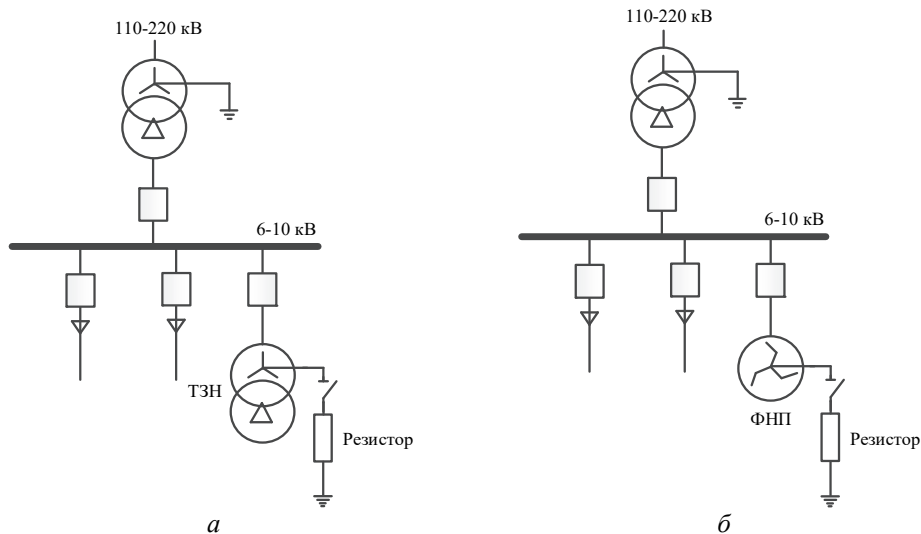 110-220 кВ
6-10 кВ
ТЗН
Резистор
а
110-220 кВ
6-10 кВ
ФНП
Резистор
б